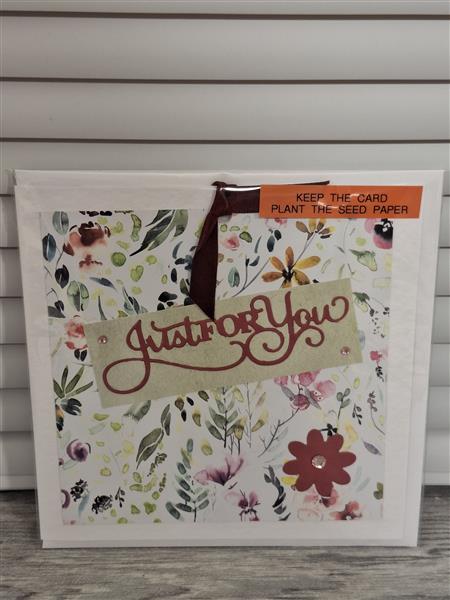 KEEP THE CARD
PLANT THE SEED PAPER
Just FOR You